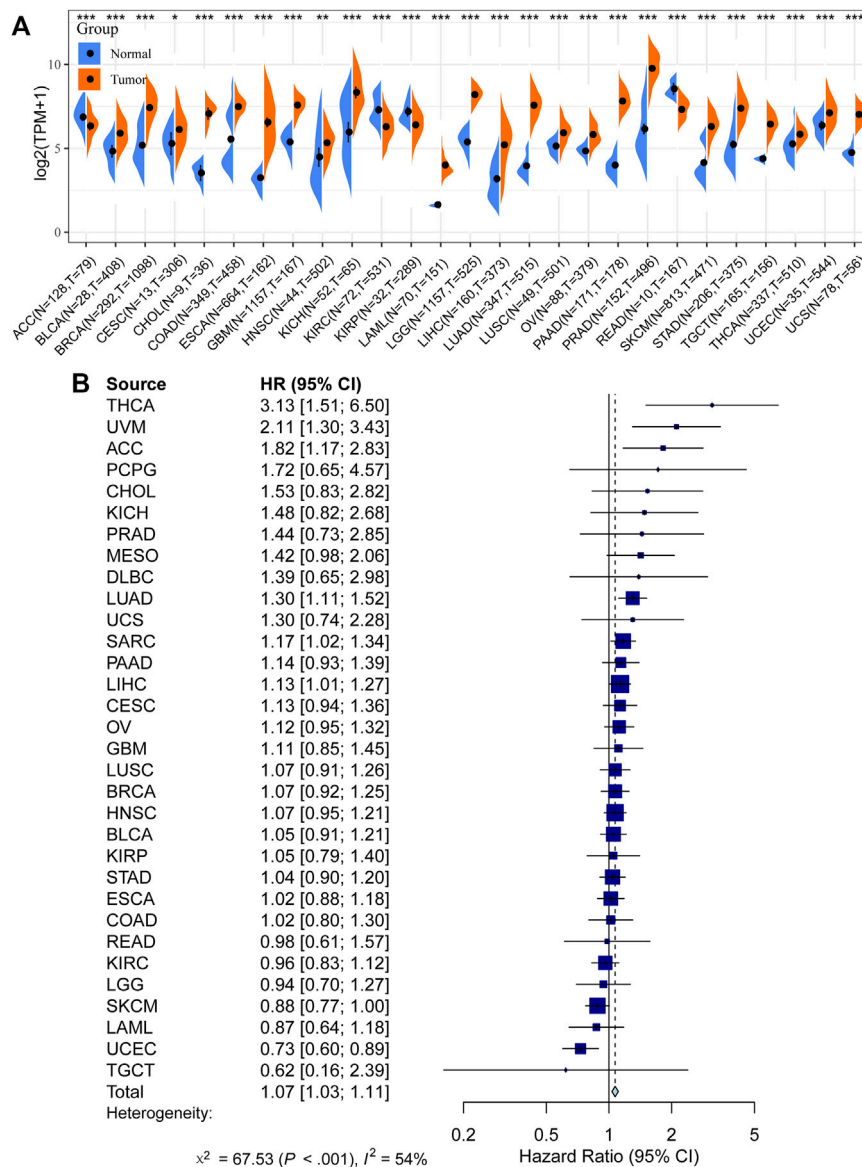 A
*** *** *** * *** *** *** *** ** *** *** *** *** *** *** *** *** *** *** *** *** *** *** *** *** *** ***
Group
Normal
Tumor
log2(TPM+1)
10
5
0
ACC(N=128,T=79)
BLCA(N=28,T=408)
BRCA(N=292,T=1098)
CESC(N=13,T=306)
CHOL(N=9,T=36)
COAD(N=349,T=458)
ESCA(N=664,T=162)
GBM(N=1157,T=167)
HNSC(N=44,T=502)
KICH(N=52,T=65)
KIRC(N=72,T=531)
KIRP(N=32,T=289)
LAML(N=70,T=151)
LGG(N=1157,T=525)
LIHC(N=160,T=373)
LUAD(N=347,T=515)
LUSC(N=49,T=501)
OV(N=88,T=379)
PAAD(N=171,T=178)
PRAD(N=152,T=496)
READ(N=10,T=167)
SKCM(N=813,T=471)
STAD(N=206,T=375)
TGCT(N=165,T=156)
THCA(N=337,T=510)
UCEC(N=35,T=544)
UCS(N=78,T=56)
B
Source HR (95% CI)
THCA 3.13 [1.51; 6.50]
UVM 2.11 [1.30; 3.43]
ACC 1.82 [1.17; 2.83]
PCPG 1.72 [0.65; 4.57]
CHOL 1.53 [0.83; 2.82]
KICH 1.48 [0.82; 2.68]
PRAD 1.44 [0.73; 2.85]
MESO 1.42 [0.98; 2.06]
DLBC 1.39 [0.65; 2.98]
LUAD 1.30 [1.11; 1.52]
UCS 1.30 [0.74; 2.28]
SARC 1.17 [1.02; 1.34]
PAAD 1.14 [0.93; 1.39]
LIHC 1.13 [1.01; 1.27]
CESC 1.13 [0.94; 1.36]
OV 1.12 [0.95; 1.32]
GBM 1.11 [0.85; 1.45]
LUSC 1.07 [0.91; 1.26]
BRCA 1.07 [0.92; 1.25]
HNSC 1.07 [0.95; 1.21]
BLCA 1.05 [0.91; 1.21]
KIRP 1.05 [0.79; 1.40]
STAD 1.04 [0.90; 1.20]
ESCA 1.02 [0.88; 1.18]
COAD 1.02 [0.80; 1.30]
READ 0.98 [0.61; 1.57]
KIRC 0.96 [0.83; 1.12]
LGG 0.94 [0.70; 1.27]
SKCM 0.88 [0.77; 1.00]
LAML 0.87 [0.64; 1.18]
UCEC 0.73 [0.60; 0.89]
TGCT 0.62 [0.16; 2.39]
Total 1.07 [1.03; 1.11]
Heterogeneity:
0.2 0.5 1 2 5
χ² = 67.53 (P < .001), I² = 54%
Hazard Ratio (95% CI)